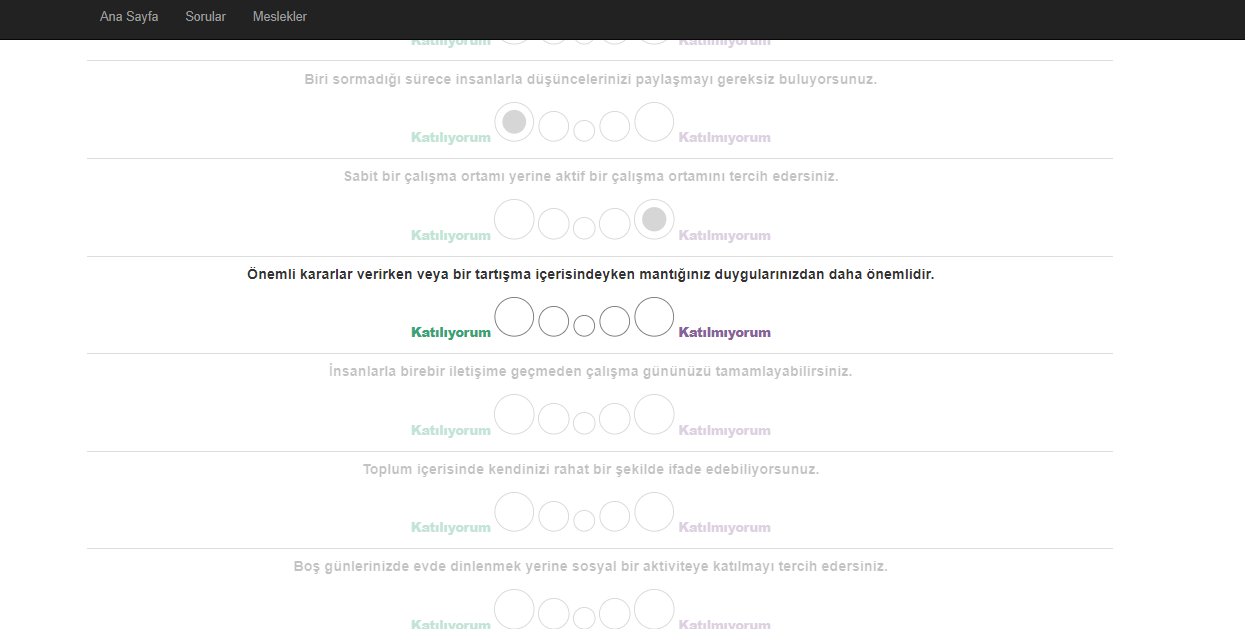 Ana Sayfa Sorular Meslekler
Katılıyorum Katılmıyorum
Biri sormadığı sürece insanlarla düşüncelerinizi paylaşmayı gereksiz buluyorsunuz.
Katılıyorum Katılmıyorum
Sabit bir çalışma ortamı yerine aktif bir çalışma ortamını tercih edersiniz.
Katılıyorum Katılmıyorum
Önemli kararlar verirken veya bir tartışma içerisindeyken mantığınız duygularınızdan daha önemlidir.
Katılıyorum Katılmıyorum
İnsanlarla birebir iletişime geçmeden çalışma gününüzü tamamlayabilirsiniz.
Katılıyorum Katılmıyorum
Toplum içerisinde kendinizi rahat bir şekilde ifade edebiliyorsunuz.
Katılıyorum Katılmıyorum
Boş günlerinizde evde dinlenmek yerine sosyal bir aktiviteye katılmayı tercih edersiniz.
Katılıyorum Katılmıyorum